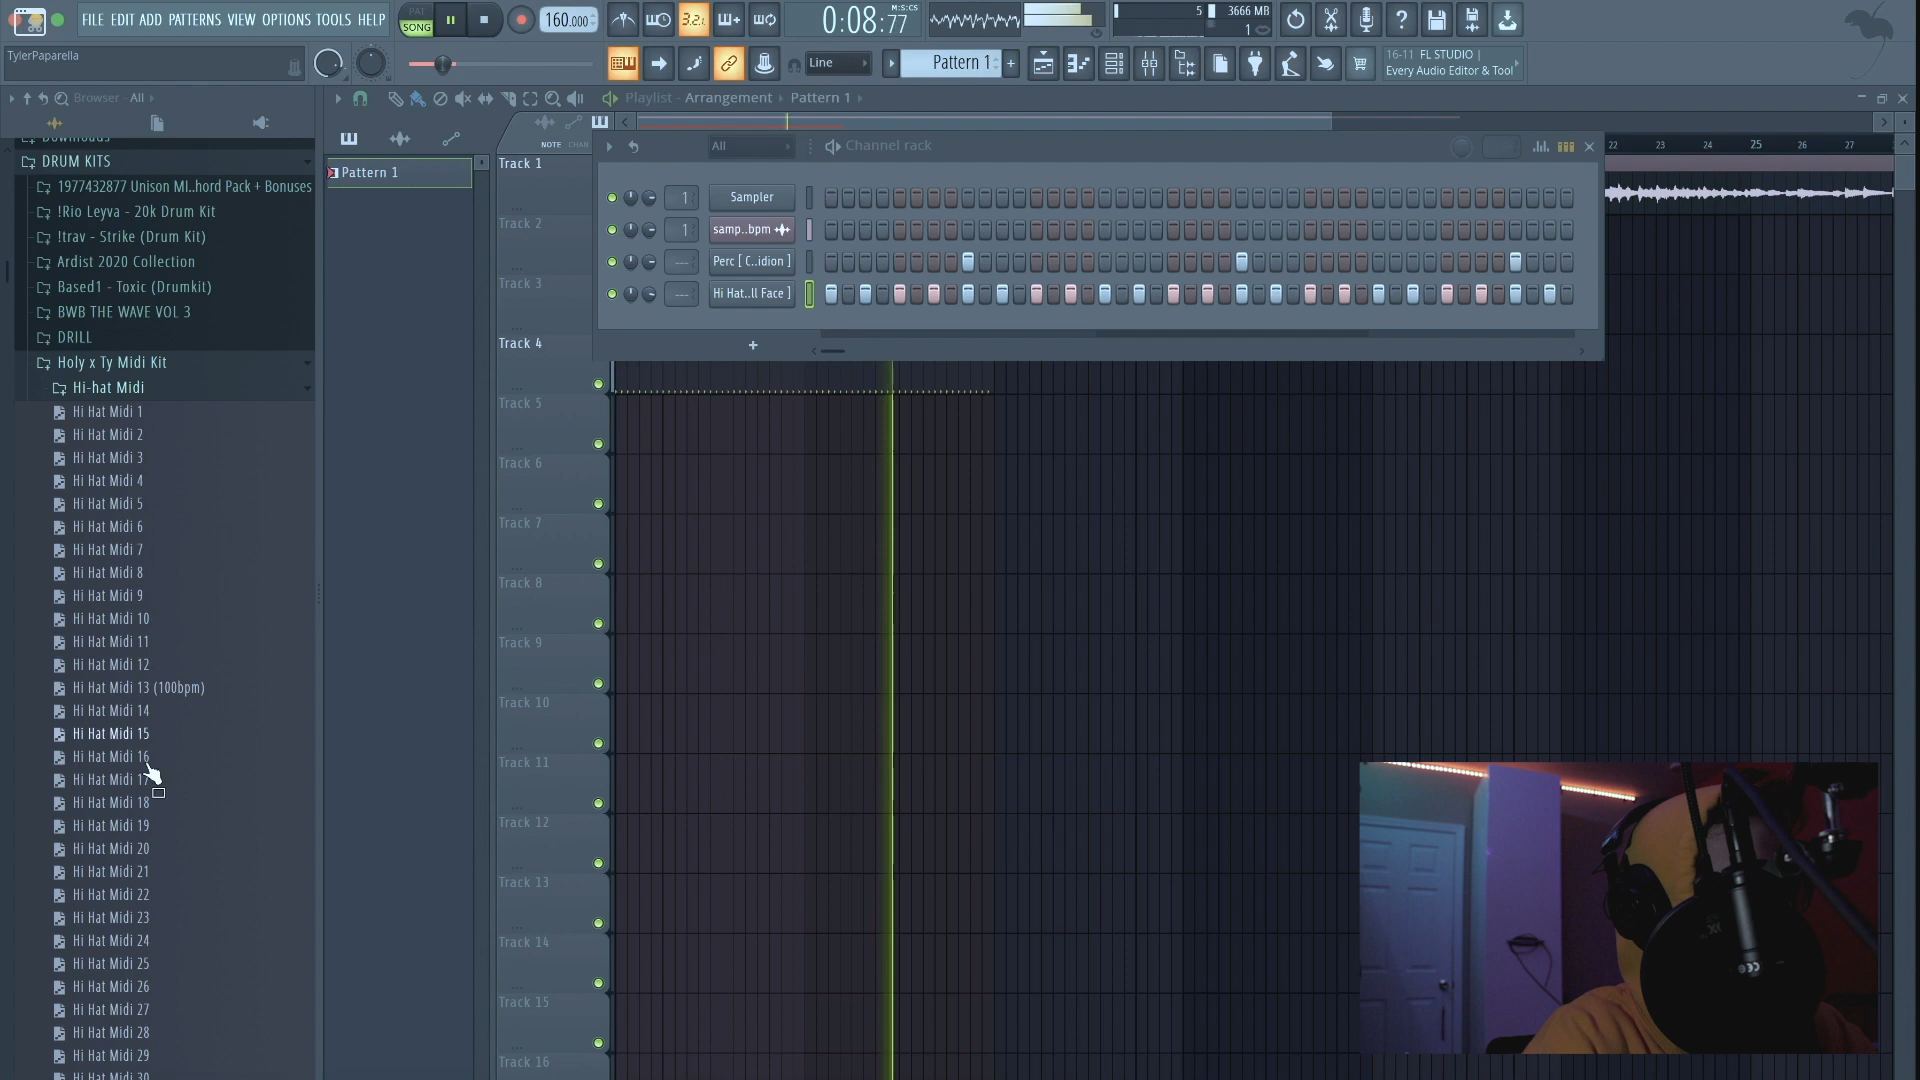 FILE EDIT ADD PATTERNS VIEW OPTIONS TOOLS HELP
PAT
SONG
160.000
3.2.
0:08:77
M:S:CS
5
3666 MB
1
TylerPaparella
Line
Pattern 1
+
16-11 FL STUDIO |
Every Audio Editor & Tool
Browser - All
Playlist - Arrangement
Pattern 1
DRUM KITS
1977432877 Unison MI..hord Pack + Bonuses
!Rio Leyva - 20k Drum Kit
!trav - Strike (Drum Kit)
Ardist 2020 Collection
Based1 - Toxic (Drumkit)
BWB THE WAVE VOL 3
DRILL
Holy x Ty Midi Kit
Hi-hat Midi
Hi Hat Midi 1
Hi Hat Midi 2
Hi Hat Midi 3
Hi Hat Midi 4
Hi Hat Midi 5
Hi Hat Midi 6
Hi Hat Midi 7
Hi Hat Midi 8
Hi Hat Midi 9
Hi Hat Midi 10
Hi Hat Midi 11
Hi Hat Midi 12
Hi Hat Midi 13 (100bpm)
Hi Hat Midi 14
Hi Hat Midi 15
Hi Hat Midi 16
Hi Hat Midi 17
Hi Hat Midi 18
Hi Hat Midi 19
Hi Hat Midi 20
Hi Hat Midi 21
Hi Hat Midi 22
Hi Hat Midi 23
Hi Hat Midi 24
Hi Hat Midi 25
Hi Hat Midi 26
Hi Hat Midi 27
Hi Hat Midi 28
Hi Hat Midi 29
Pattern 1
NOTE CHAN
Track 1
Track 2
Track 3
Track 4
Track 5
Track 6
Track 7
Track 8
Track 9
Track 10
Track 11
Track 12
Track 13
Track 14
Track 15
Track 16
All
Channel rack
1 Sampler
1 samp..bpm
--- Perc [ C..idion ]
--- Hi Hat..ll Face ]
+
22 23 24 25 26 27